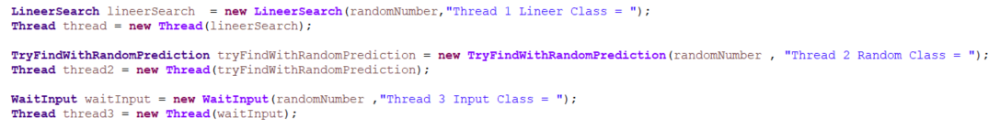 LineerSearch lineerSearch  = new LineerSearch(randomNumber,"Thread 1 Lineer Class = ");
Thread thread = new Thread(lineerSearch);
TryFindWithRandomPrediction tryFindWithRandomPrediction = new TryFindWithRandomPrediction(randomNumber , "Thread 2 Random Class = ");
Thread thread2 = new Thread(tryFindWithRandomPrediction);
WaitInput waitInput = new WaitInput(randomNumber ,"Thread 3 Input Class = ");
Thread thread3 = new Thread(waitInput);